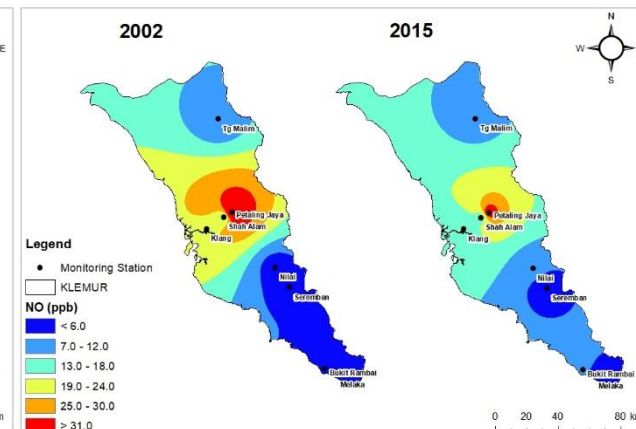 E
2002
2015
N
W
E
S
Tg Malim
Tg Malim
Petaling Jaya
Shah Alam
Klang
Petaling Jaya
Shah Alam
Klang
Nilai
Seremban
Nilai
Seremban
Bukit Rambai
Melaka
Bukit Rambai
Melaka
Legend
Monitoring Station
KLEMUR
NO (ppb)
< 6.0
7.0 - 12.0
13.0 - 18.0
19.0 - 24.0
25.0 - 30.0
> 31.0
0 20 40 80 km